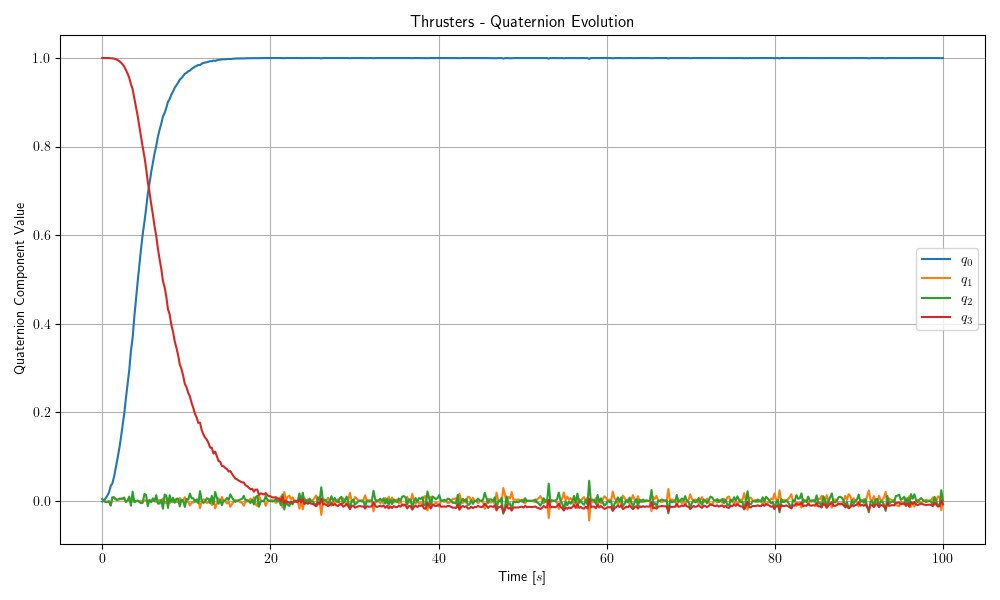 Thrusters - Quaternion Evolution
Quaternion Component Value
1.0
0.8
0.6
0.4
0.2
0.0
q0
q1
q2
q3
0
20
40
60
80
100
Time [s]